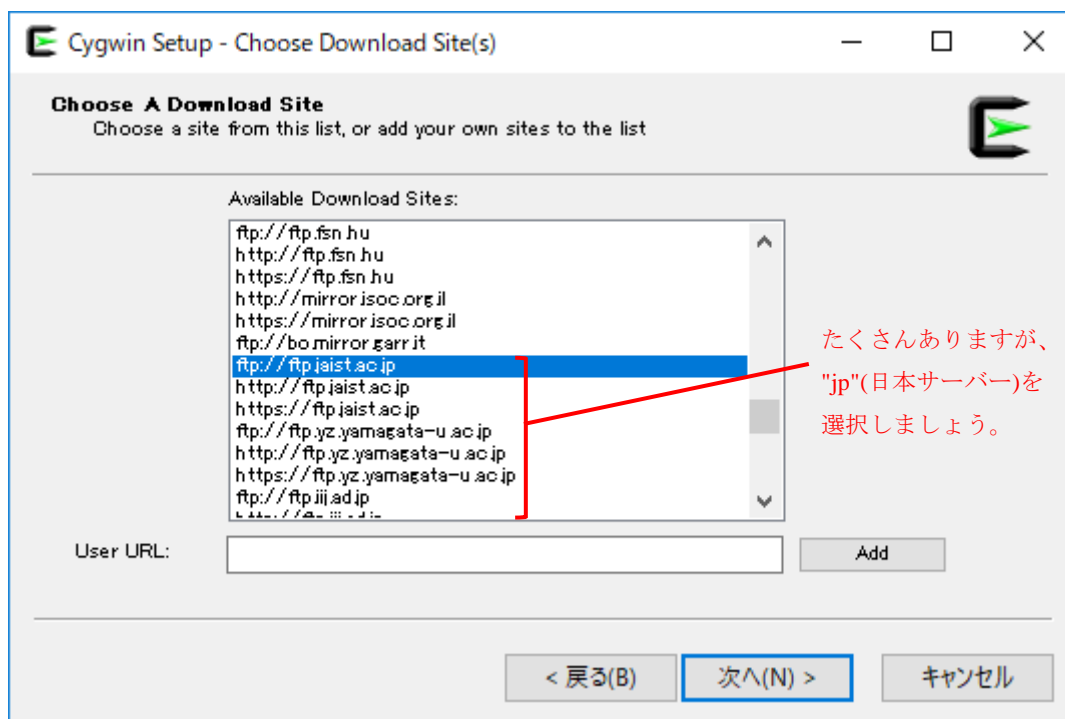 Cygwin Setup - Choose Download Site(s)
Choose A Download Site
Choose a site from this list, or add your own sites to the list
Available Download Sites:
ftp://ftp.fsn.hu
http://ftp.fsn.hu
https://ftp.fsn.hu
http://mirror.isoc.org.il
https://mirror.isoc.org.il
ftp://bo.mirror.garr.it
ftp://ftp.jaist.ac.jp
http://ftp.jaist.ac.jp
https://ftp.jaist.ac.jp
ftp://ftp.yz.yamagata-u.ac.jp
http://ftp.yz.yamagata-u.ac.jp
https://ftp.yz.yamagata-u.ac.jp
ftp://ftp.iij.ad.jp
たくさんありますが、
"jp"(日本サーバー)を
選択しましょう。
User URL:
Add
< 戻る(B)
次へ(N) >
キャンセル